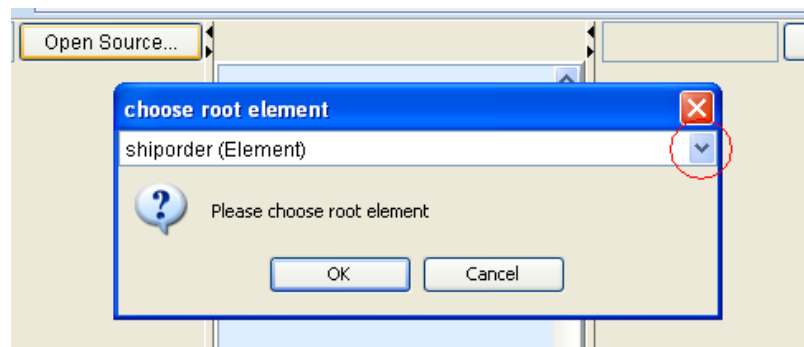 Open Source...
choose root element
shiporder (Element)
Please choose root element
OK
Cancel